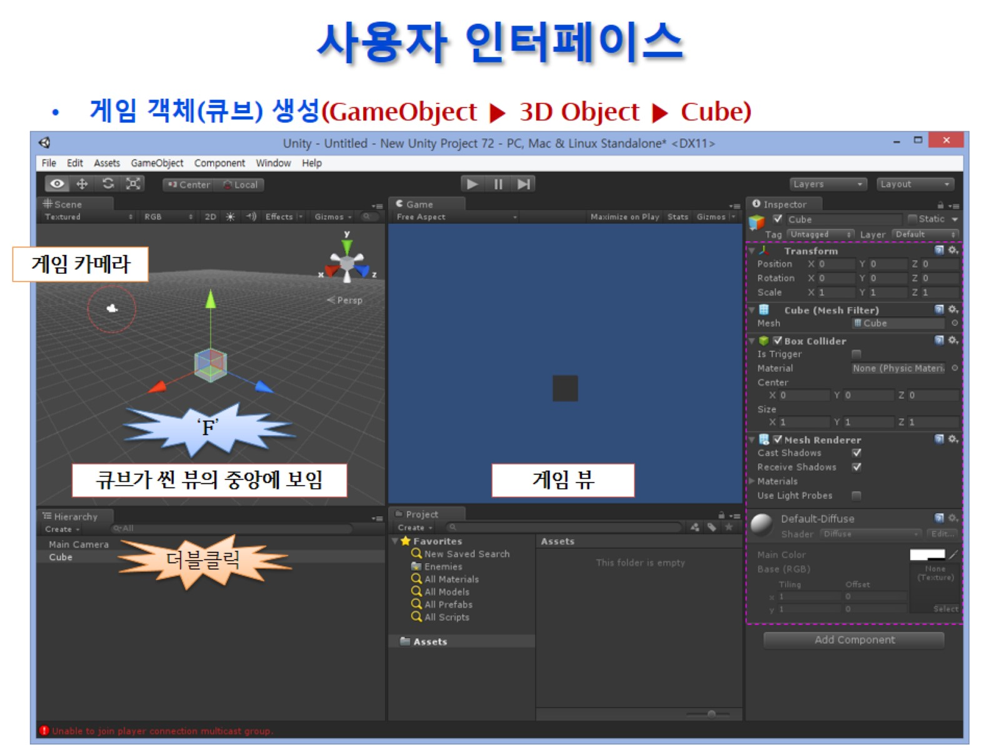 사용자 인터페이스
• 게임 객체(큐브) 생성(GameObject ▶ 3D Object ▶ Cube)
Unity - Untitled - New Unity Project 72 - PC, Mac & Linux Standalone* <DX11>
File Edit Assets GameObject Component Window Help
Center Local Layers Layout
Scene
Textured RGB 2D Effects Gizmos
게임 카메라
y
x z
Persp
'F'
큐브가 씬 뷰의 중앙에 보임
Game
Free Aspect Maximize on Play Stats Gizmos
게임 뷰
Hierarchy
Create All
Main Camera
Cube
더블클릭
Project
Create
Favorites
New Saved Search
Enemies
All Materials
All Models
All Prefabs
All Scripts
Assets
Assets
This folder is empty
Inspector
Cube Static
Tag Untagged Layer Default
Transform
Position X 0 Y 0 Z 0
Rotation X 0 Y 0 Z 0
Scale X 1 Y 1 Z 1
Cube (Mesh Filter)
Mesh Cube
Box Collider
Is Trigger
Material None (Physic Materi
Center
X 0 Y 0 Z 0
Size
X 1 Y 1 Z 1
Mesh Renderer
Cast Shadows
Receive Shadows
Materials
Use Light Probes
Default-Diffuse
Shader Diffuse Edit...
Main Color
Base (RGB)
None
(Texture)
Tiling Offset
x 1 0
y 1 0
Select
Add Component
Unable to join player connection multicast group.